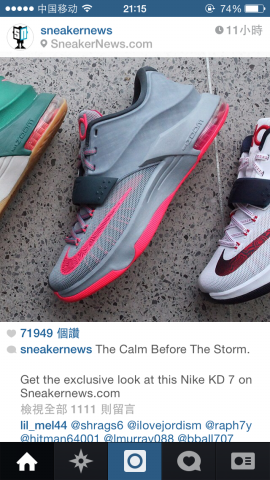 中国移动
21:15
74%
sneakernews
11小時
SneakerNews.com
71949 個讚
sneakernews The Calm Before The Storm.
Get the exclusive look at this Nike KD 7 on
SneakerNews.com
檢視全部 1111 則留言
lil_mel44 @shrags6 @ilovejordism @raph7y
@hitman64001 @lmurray088 @bball707